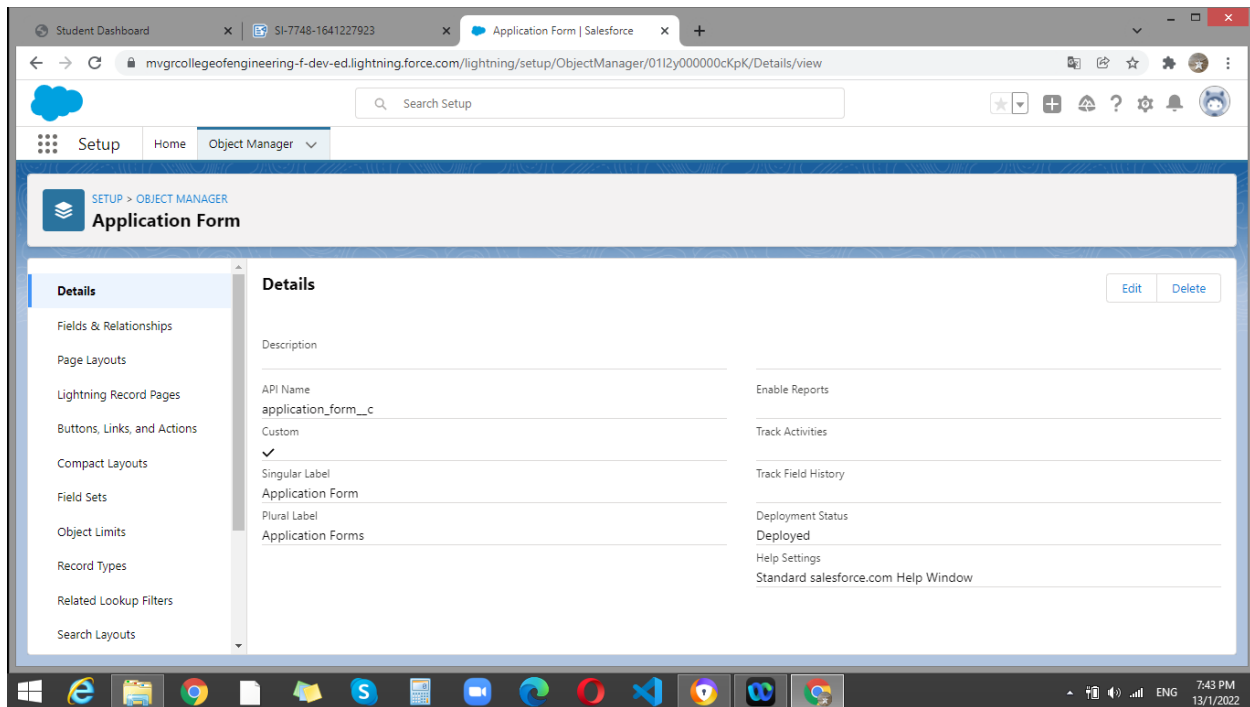 Student Dashboard
SI-7748-1641227923
Application Form | Salesforce
mvgrcollegeofengineering-f-dev-ed.lightning.force.com/lightning/setup/ObjectManager/01I2y000000cKpK/Details/view
Search Setup
Setup
Home
Object Manager
SETUP > OBJECT MANAGER
Application Form
Details
Fields & Relationships
Page Layouts
Lightning Record Pages
Buttons, Links, and Actions
Compact Layouts
Field Sets
Object Limits
Record Types
Related Lookup Filters
Search Layouts
Details
Edit
Delete
Description
API Name
application_form__c
Custom
Singular Label
Application Form
Plural Label
Application Forms
Enable Reports
Track Activities
Track Field History
Deployment Status
Deployed
Help Settings
Standard salesforce.com Help Window
ENG
7:43 PM
13/1/2022